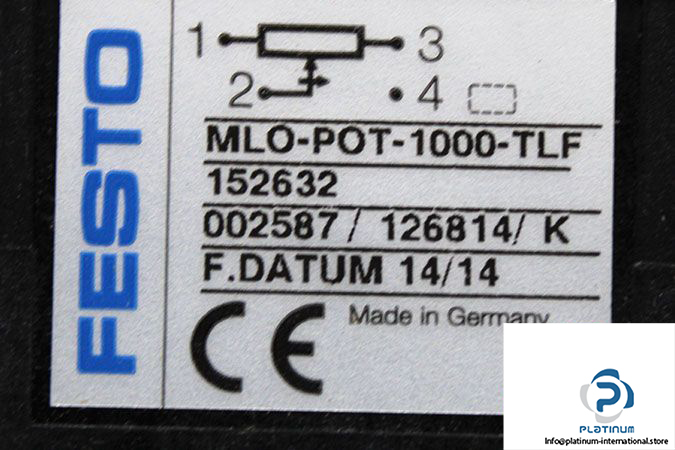 FESTO
1 3
2 4
MLO-POT-1000-TLF
152632
002587 / 126814/ K
F.DATUM 14/14
CE Made in Germany
PLATINUM
Info@platinum-international.store